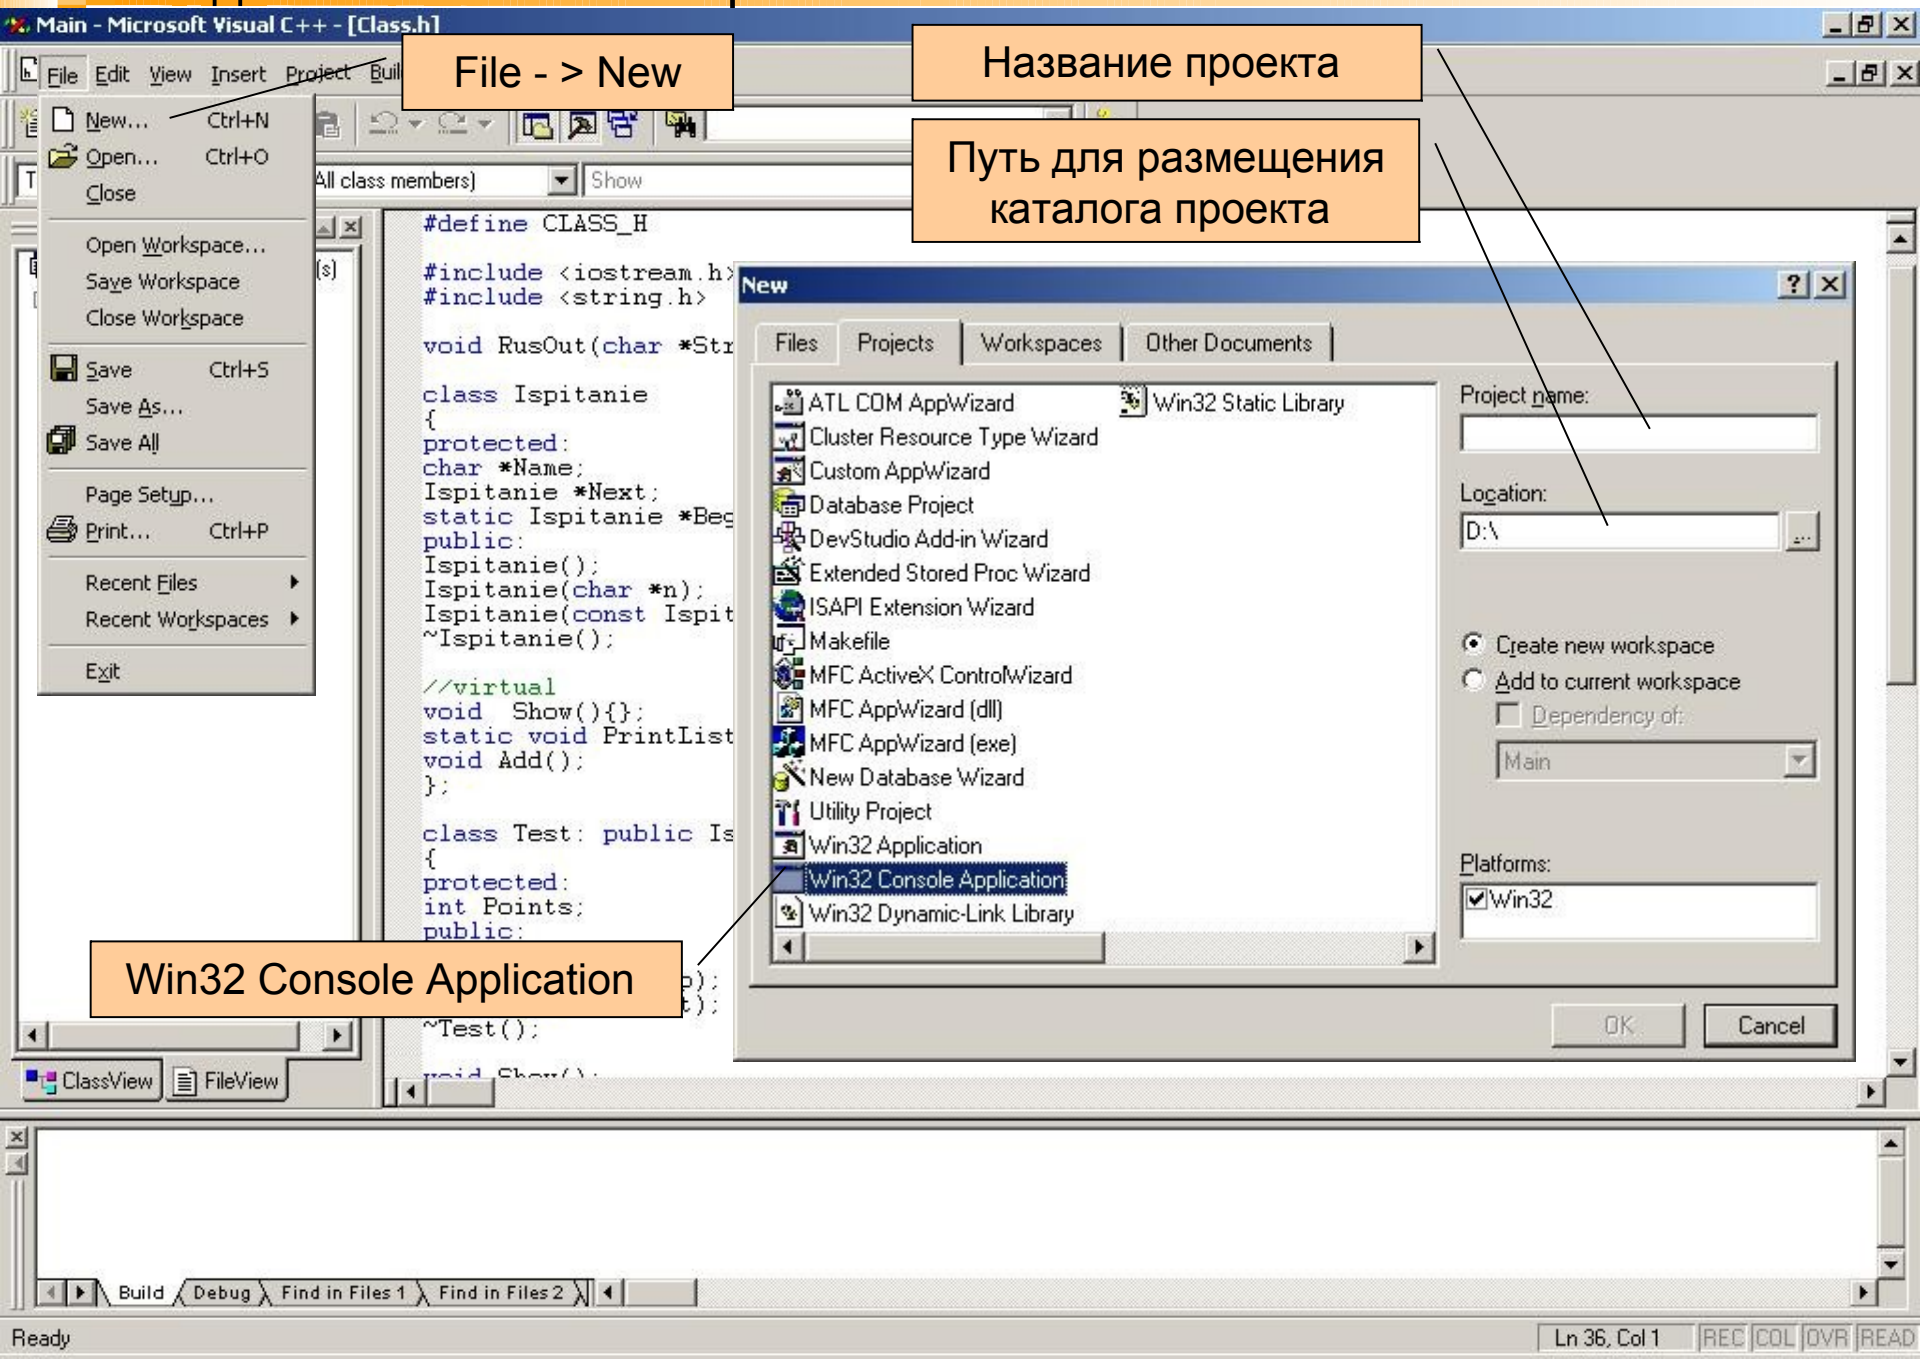 Main - Microsoft Visual C++ - [Class.h]
File Edit View Insert Project Buil
File - > New
Название проекта
Путь для размещения
каталога проекта
New... Ctrl+N
Open... Ctrl+O
Close
Open Workspace...
Save Workspace
Close Workspace
Save Ctrl+S
Save As...
Save All
Page Setup...
Print... Ctrl+P
Recent Files
Recent Workspaces
Exit
All class members)
Show
(s)
#define CLASS_H
#include <iostream.h>
#include <string.h>
void RusOut(char *Str
class Ispitanie
{
protected:
char *Name;
Ispitanie *Next;
static Ispitanie *Beg
public:
Ispitanie();
Ispitanie(char *n);
Ispitanie(const Ispit
~Ispitanie();
//virtual
void Show(){};
static void PrintList
void Add();
};
class Test: public Is
{
protected:
int Points;
public:
);
);
~Test();
void Show();
New
Files Projects Workspaces Other Documents
ATL COM AppWizard
Cluster Resource Type Wizard
Custom AppWizard
Database Project
DevStudio Add-in Wizard
Extended Stored Proc Wizard
ISAPI Extension Wizard
Makefile
MFC ActiveX ControlWizard
MFC AppWizard (dll)
MFC AppWizard (exe)
New Database Wizard
Utility Project
Win32 Application
Win32 Console Application
Win32 Dynamic-Link Library
Win32 Static Library
Project name:
Location:
D:\
...
Create new workspace
Add to current workspace
Dependency of:
Main
Platforms:
Win32
OK Cancel
Win32 Console Application
ClassView FileView
Build Debug Find in Files 1 Find in Files 2
Ready
Ln 36, Col 1 REC COL OVR READ